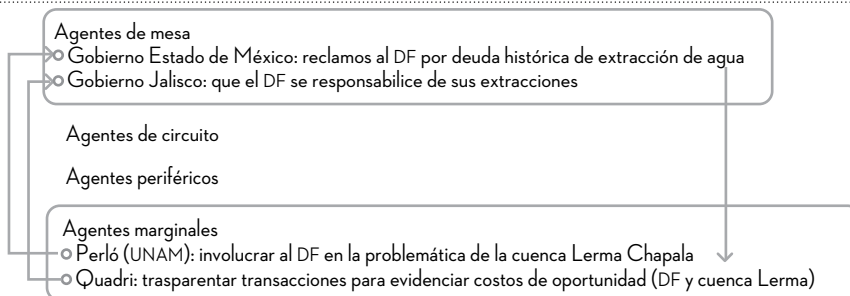 Agentes de mesa
Gobierno Estado de México: reclamos al DF por deuda histórica de extracción de agua
Gobierno Jalisco: que el DF se responsabilice de sus extracciones
Agentes de circuito
Agentes periféricos
Agentes marginales
Perló (UNAM): involucrar al DF en la problemática de la cuenca Lerma Chapala
Quadri: trasparentar transacciones para evidenciar costos de oportunidad (DF y cuenca Lerma)